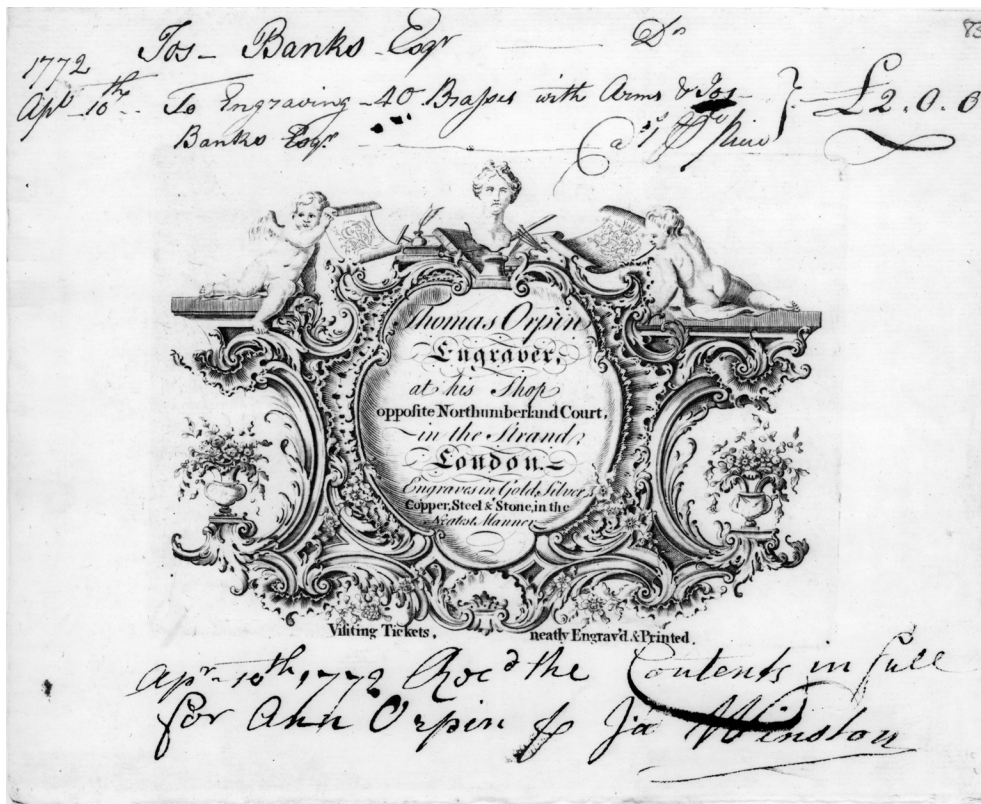 Jos- Banks Esqr Dr 83
1772
Apl 10th To Engraving 40 Brasses with Arms & Jos- £2.0.0
Banks Esqr
Thomas Orpin
Engraver,
at his Shop
opposite Northumberland Court,
in the Strand
London.
Engraves in Gold, Silver,
Copper, Steel & Stone, in the
Neatest Manner
Visiting Tickets, neatly Engrav'd & Printed.
Apr 10th, 1772 Recd the Contents in full
for Ann Orpin Ja Winston